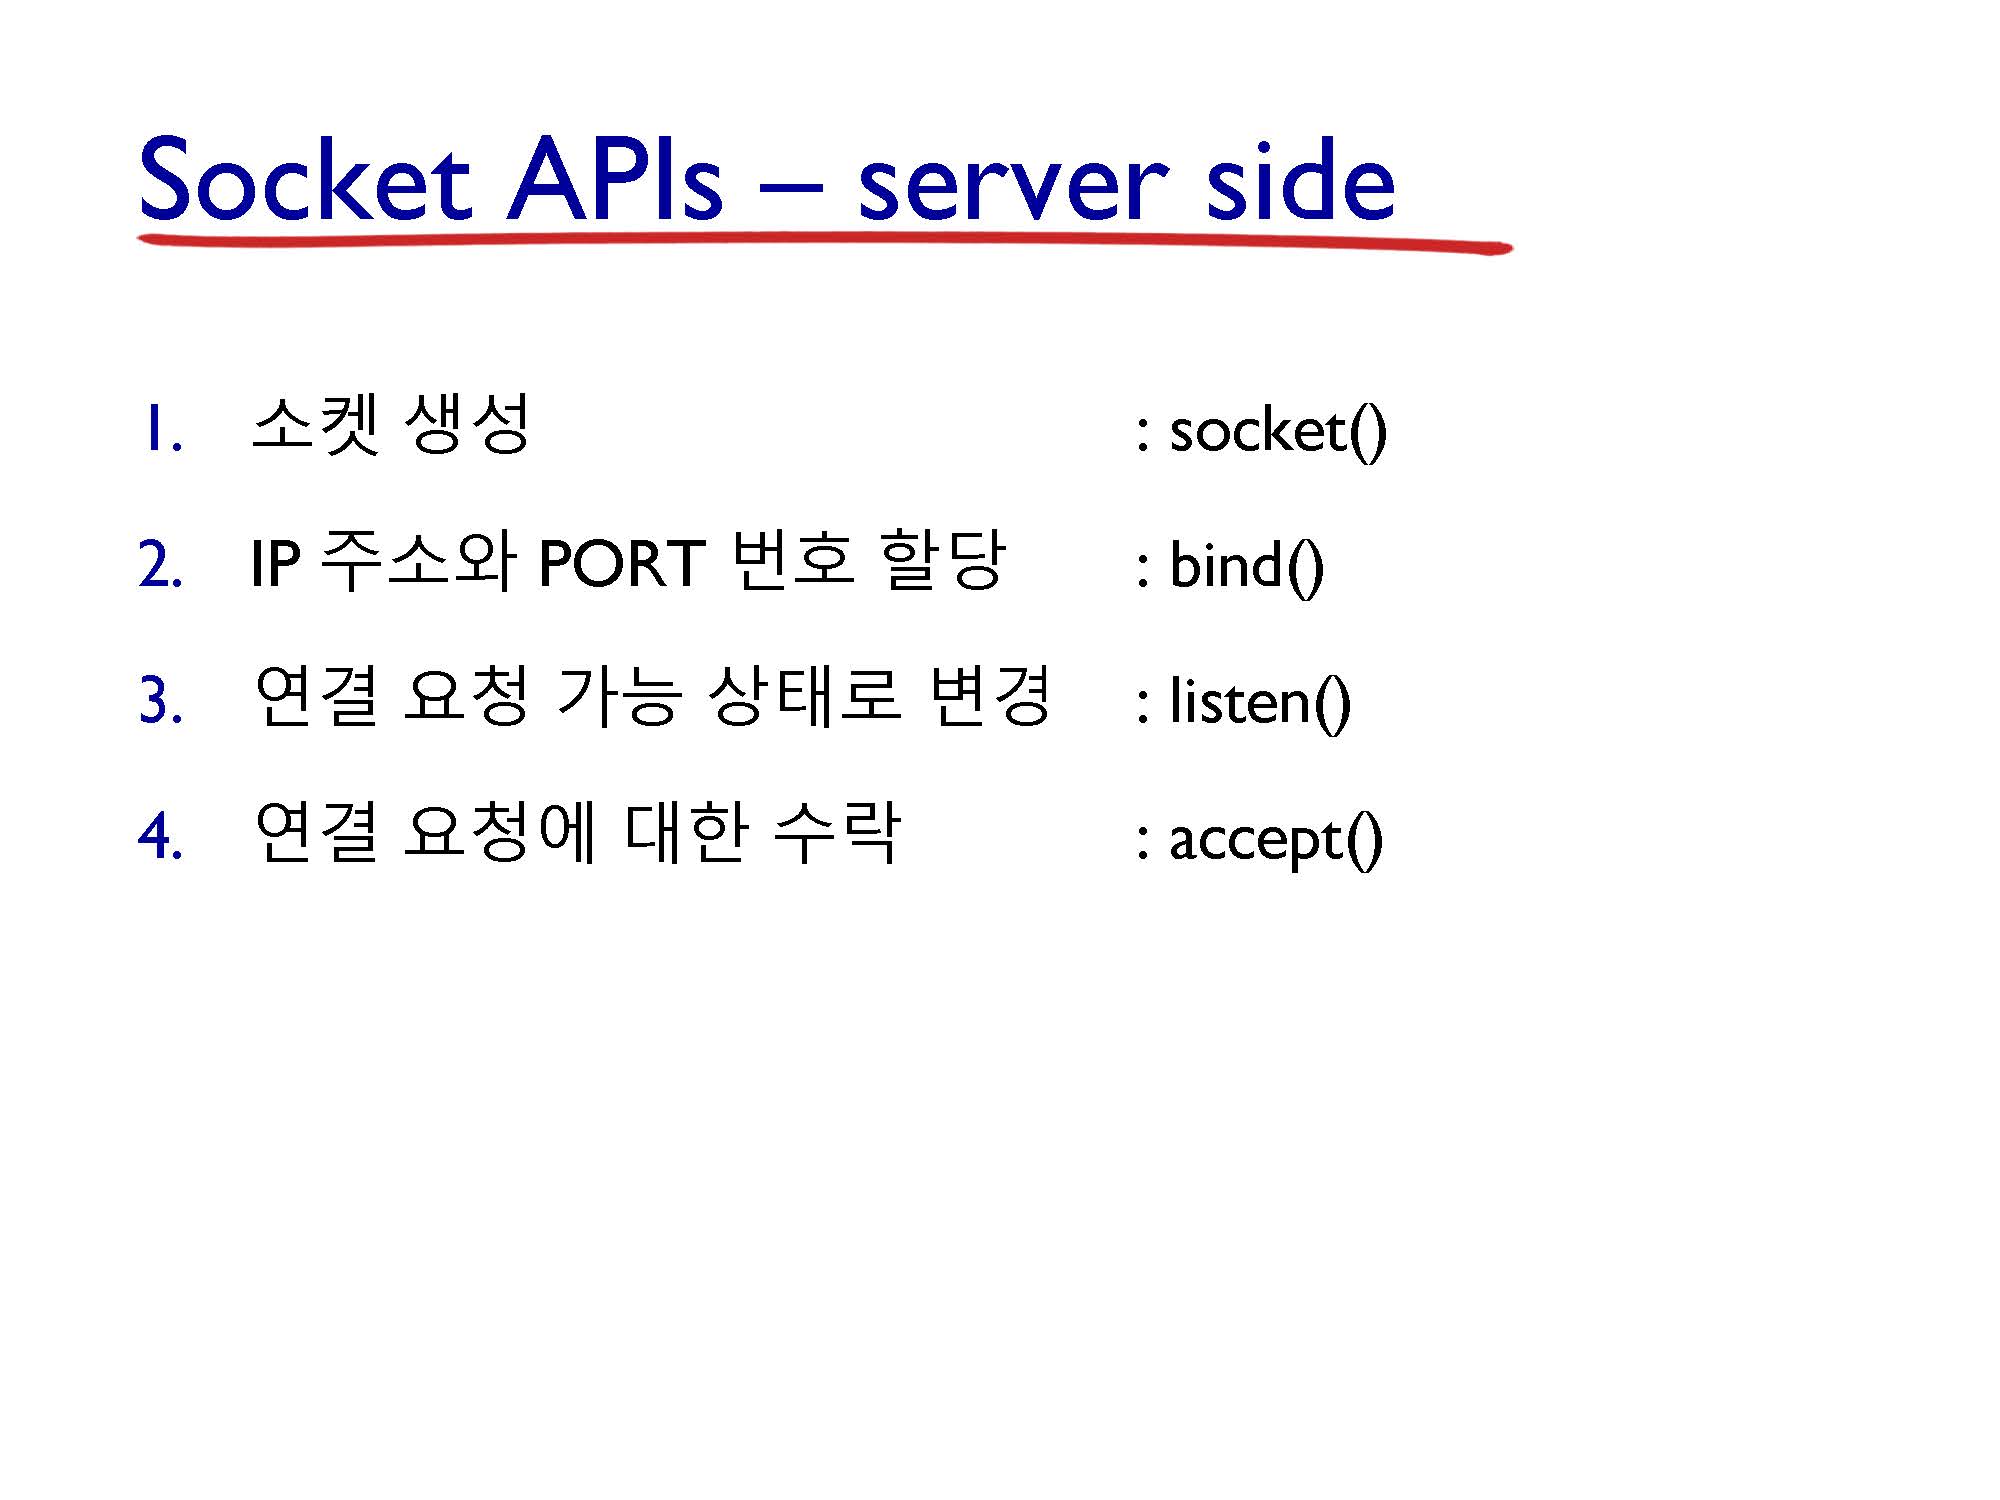 Socket APIs – server side
1. 소켓 생성 : socket()
2. IP 주소와 PORT 번호 할당 : bind()
3. 연결 요청 가능 상태로 변경 : listen()
4. 연결 요청에 대한 수락 : accept()